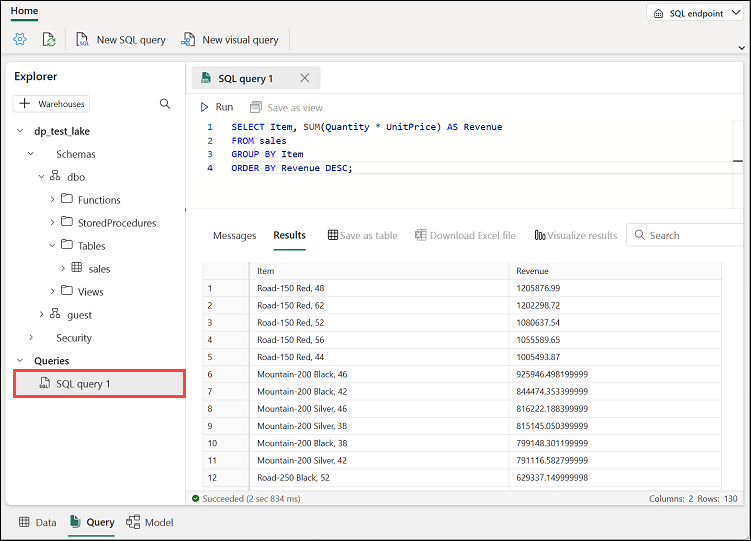 Home
SQL endpoint
New SQL query
New visual query
Explorer
+ Warehouses
dp_test_lake
Schemas
dbo
Functions
StoredProcedures
Tables
sales
Views
guest
Security
Queries
SQL query 1
SQL query 1
Run
Save as view
1 SELECT Item, SUM(Quantity * UnitPrice) AS Revenue
2 FROM sales
3 GROUP BY Item
4 ORDER BY Revenue DESC;
Messages
Results
Save as table
Download Excel file
Visualize results
Search
Item Revenue
1 Road-150 Red, 48 1205876.99
2 Road-150 Red, 62 1202298.72
3 Road-150 Red, 52 1080637.54
4 Road-150 Red, 56 1055589.65
5 Road-150 Red, 44 1005493.87
6 Mountain-200 Black, 46 925946.498199999
7 Mountain-200 Black, 42 844474.353399999
8 Mountain-200 Silver, 46 816222.188399999
9 Mountain-200 Silver, 38 815145.050399999
10 Mountain-200 Black, 38 799148.301199999
11 Mountain-200 Silver, 42 791116.582799999
12 Road-250 Black, 52 629337.149999998
Succeeded (2 sec 834 ms)
Columns: 2 Rows: 130
Data
Query
Model